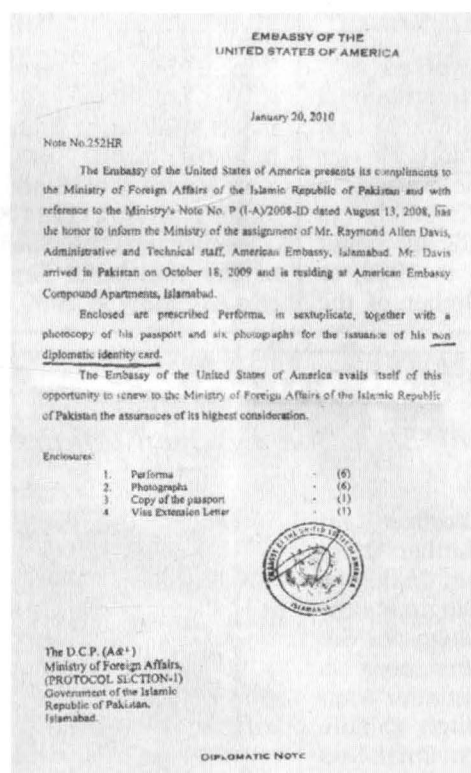 EMBASSY OF THE
UNITED STATES OF AMERICA
January 20, 2010
Note No.252HR
The Embassy of the United States of America presents its compliments to
the Ministry of Foreign Affairs of the Islamic Republic of Pakistan and with
reference to the Ministry's Note No. P (I-A)/2008-ID dated August 13, 2008, has
the honor to inform the Ministry of the assignment of Mr. Raymond Allen Davis,
Administrative and Technical staff, American Embassy, Islamabad. Mr. Davis
arrived in Pakistan on October 18, 2009 and is residing at American Embassy
Compound Apartments, Islamabad.
Enclosed are prescribed Performa, in sextuplicate, together with a
photocopy of his passport and six photographs for the issuance of his non
diplomatic identity card.
The Embassy of the United States of America avails itself of this
opportunity to renew to the Ministry of Foreign Affairs of the Islamic Republic
of Pakistan the assurances of its highest consideration.
Enclosures:
1. Performa - (6)
2. Photographs - (6)
3. Copy of the passport - (1)
4 Visa Extension Letter - (1)
EMBASSY OF THE UNITED STATES OF AMERICA
ISLAMABAD
The D.C.P.
Ministry of Foreign Affairs,
(PROTOCOL SECTION-I)
Government of the Islamic
Republic of Pakistan,
Islamabad.
DIPLOMATIC NOTE